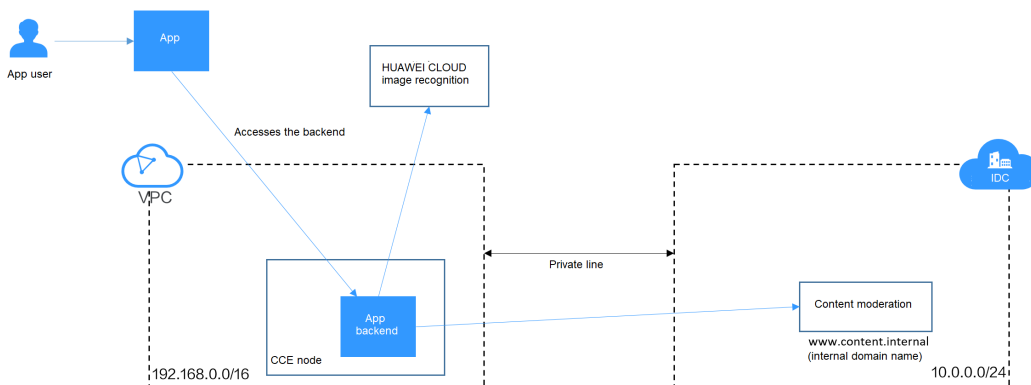 App user
App
HUAWEI CLOUD
image recognition
Accesses the backend
VPC
IDC
Private line
App
backend
CCE node
192.168.0.0/16
Content moderation
www.content.internal
(internal domain name)
10.0.0.0/24